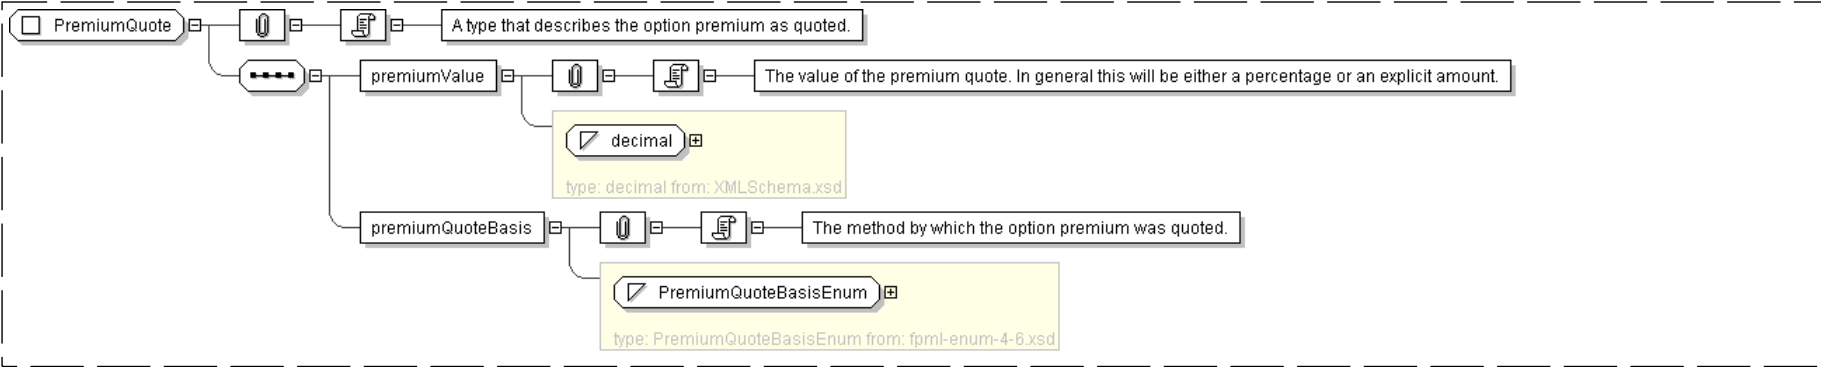 PremiumQuote
A type that describes the option premium as quoted.
premiumValue
The value of the premium quote. In general this will be either a percentage or an explicit amount.
decimal
type: decimal from: XMLSchema.xsd
premiumQuoteBasis
The method by which the option premium was quoted.
PremiumQuoteBasisEnum
type: PremiumQuoteBasisEnum from: fpml-enum-4-6.xsd